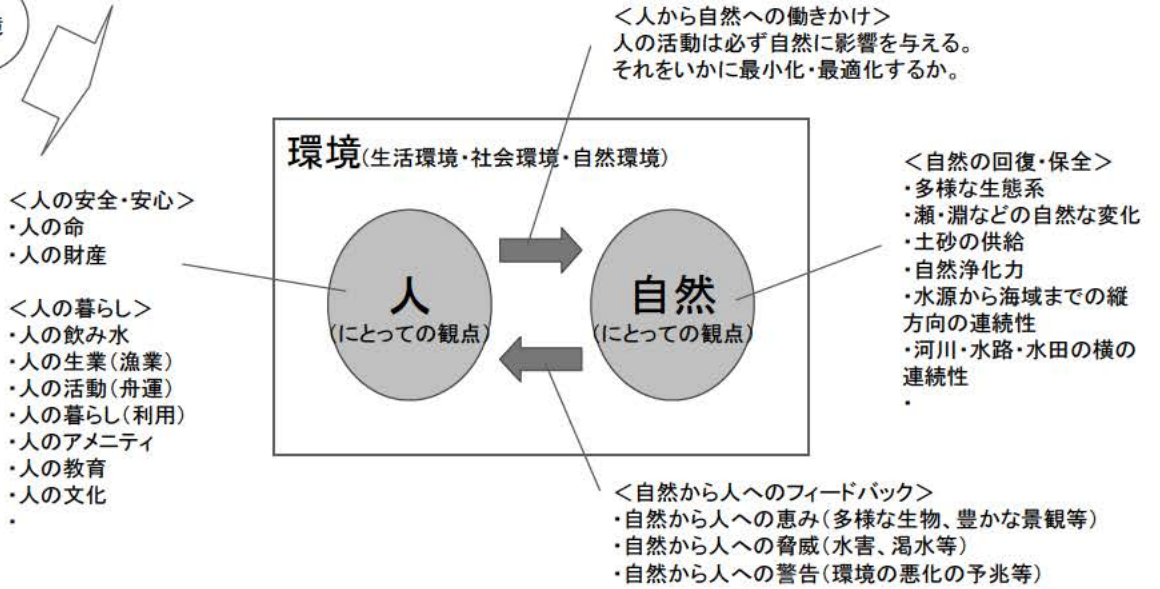 ＜人から自然への働きかけ＞
人の活動は必ず自然に影響を与える。
それをいかに最小化・最適化するか。
環境(生活環境・社会環境・自然環境)
人
(にとっての観点)
自然
(にとっての観点)
＜人の安全・安心＞
・人の命
・人の財産
＜人の暮らし＞
・人の飲み水
・人の生業(漁業)
・人の活動(舟運)
・人の暮らし(利用)
・人のアメニティ
・人の教育
・人の文化
・
＜自然の回復・保全＞
・多様な生態系
・瀬・淵などの自然な変化
・土砂の供給
・自然浄化力
・水源から海域までの縦
方向の連続性
・河川・水路・水田の横の
連続性
・
＜自然から人へのフィードバック＞
・自然から人への恵み(多様な生物、豊かな景観等)
・自然から人への脅威(水害、渇水等)
・自然から人への警告(環境の悪化の予兆等)